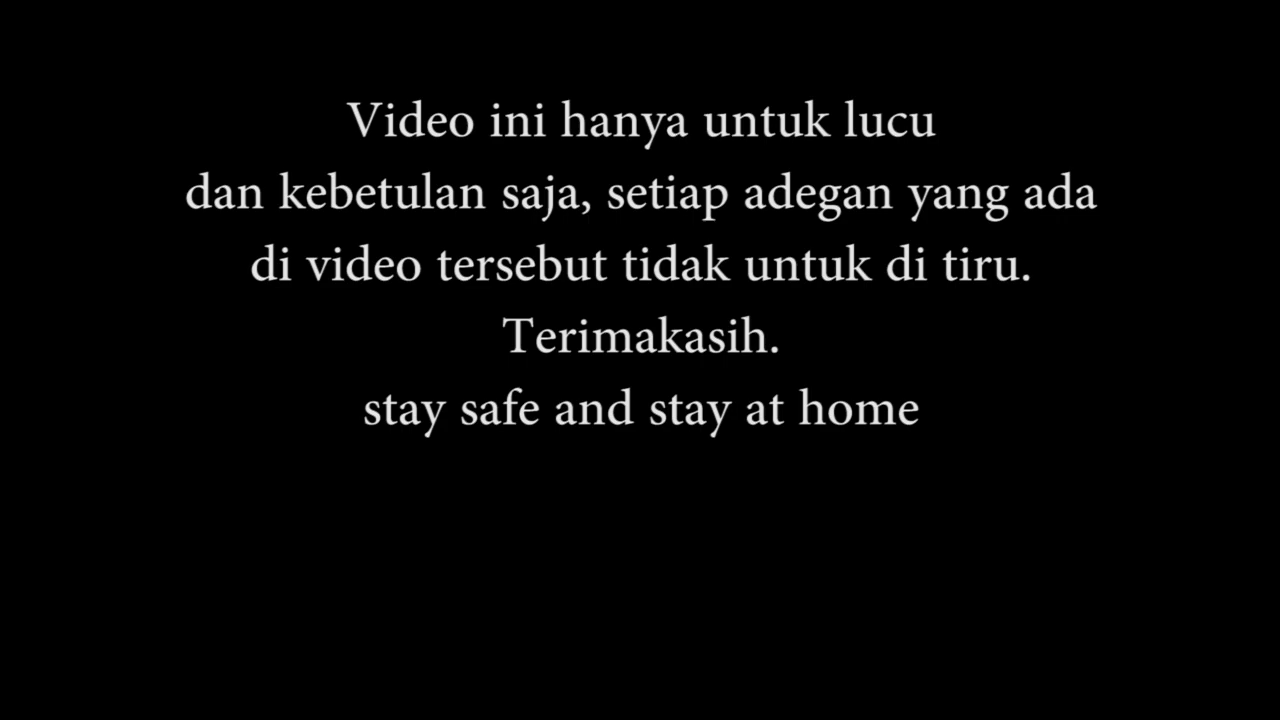 Video ini hanya untuk lucu
dan kebetulan saja, setiap adegan yang ada
di video tersebut tidak untuk di tiru.
Terimakasih.
stay safe and stay at home